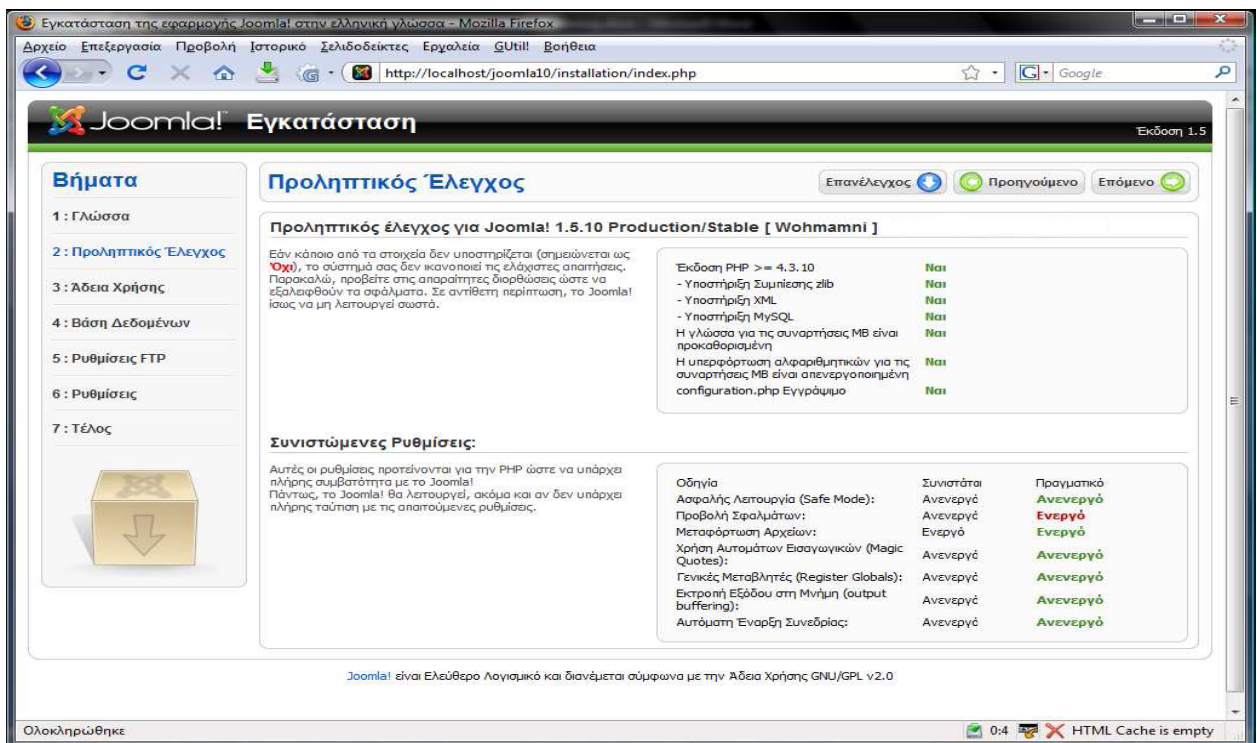 Εγκατάσταση της εφαρμογής Joomla! στην ελληνική γλώσσα - Mozilla Firefox
Αρχείο Επεξεργασία Προβολή Ιστορικό Σελιδοδείκτες Εργαλεία GUtil! Βοήθεια
http://localhost/joomla10/installation/index.php
Google
Joomla! Εγκατάσταση
Έκδοση 1.5
Βήματα
1 : Γλώσσα
2 : Προληπτικός Έλεγχος
3 : Άδεια Χρήσης
4 : Βάση Δεδομένων
5 : Ρυθμίσεις FTP
6 : Ρυθμίσεις
7 : Τέλος
Προληπτικός Έλεγχος
Επανέλεγχος
Προηγούμενο
Επόμενο
Προληπτικός έλεγχος για Joomla! 1.5.10 Production/Stable [ Wohmamni ]
Εάν κάποιο από τα στοιχεία δεν υποστηρίζεται (σημειώνεται ως
'Όχι), το σύστημά σας δεν ικανοποιεί τις ελάχιστες απαιτήσεις.
Παρακαλώ, προβείτε στις απαραίτητες διορθώσεις ώστε να
εξαλειφθούν τα σφάλματα. Σε αντίθετη περίπτωση, το Joomla!
ίσως να μη λειτουργεί σωστά.
Έκδοση PHP >= 4.3.10 Ναι
- Υποστήριξη Συμπίεσης zlib Ναι
- Υποστήριξη XML Ναι
- Υποστήριξη MySQL Ναι
Η γλώσσα για τις συναρτήσεις MB είναι Ναι
προκαθορισμένη
Η υπερφόρτωση αλφαριθμητικών για τις Ναι
συναρτήσεις MB είναι απενεργοποιημένη
configuration.php Εγγράψιμο Ναι
Συνιστώμενες Ρυθμίσεις:
Αυτές οι ρυθμίσεις προτείνονται για την PHP ώστε να υπάρχει
πλήρης συμβατότητα με το Joomla!
Πάντως, το Joomla! θα λειτουργεί, ακόμα και αν δεν υπάρχει
πλήρης ταύτιση με τις απαιτούμενες ρυθμίσεις.
Οδηγία Συνιστάται Πραγματικό
Ασφαλής Λειτουργία (Safe Mode): Ανενεργό Ανενεργό
Προβολή Σφαλμάτων: Ανενεργό Ενεργό
Μεταφόρτωση Αρχείων: Ενεργό Ενεργό
Χρήση Αυτομάτων Εισαγωγικών (Magic
Quotes): Ανενεργό Ανενεργό
Γενικές Μεταβλητές (Register Globals): Ανενεργό Ανενεργό
Εκτροπή Εξόδου στη Μνήμη (output
buffering): Ανενεργό Ανενεργό
Αυτόματη Έναρξη Συνεδρίας: Ανενεργό Ανενεργό
Joomla! είναι Ελεύθερο Λογισμικό και διανέμεται σύμφωνα με την Άδεια Χρήσης GNU/GPL v2.0
Ολοκληρώθηκε
0:4
HTML Cache is empty